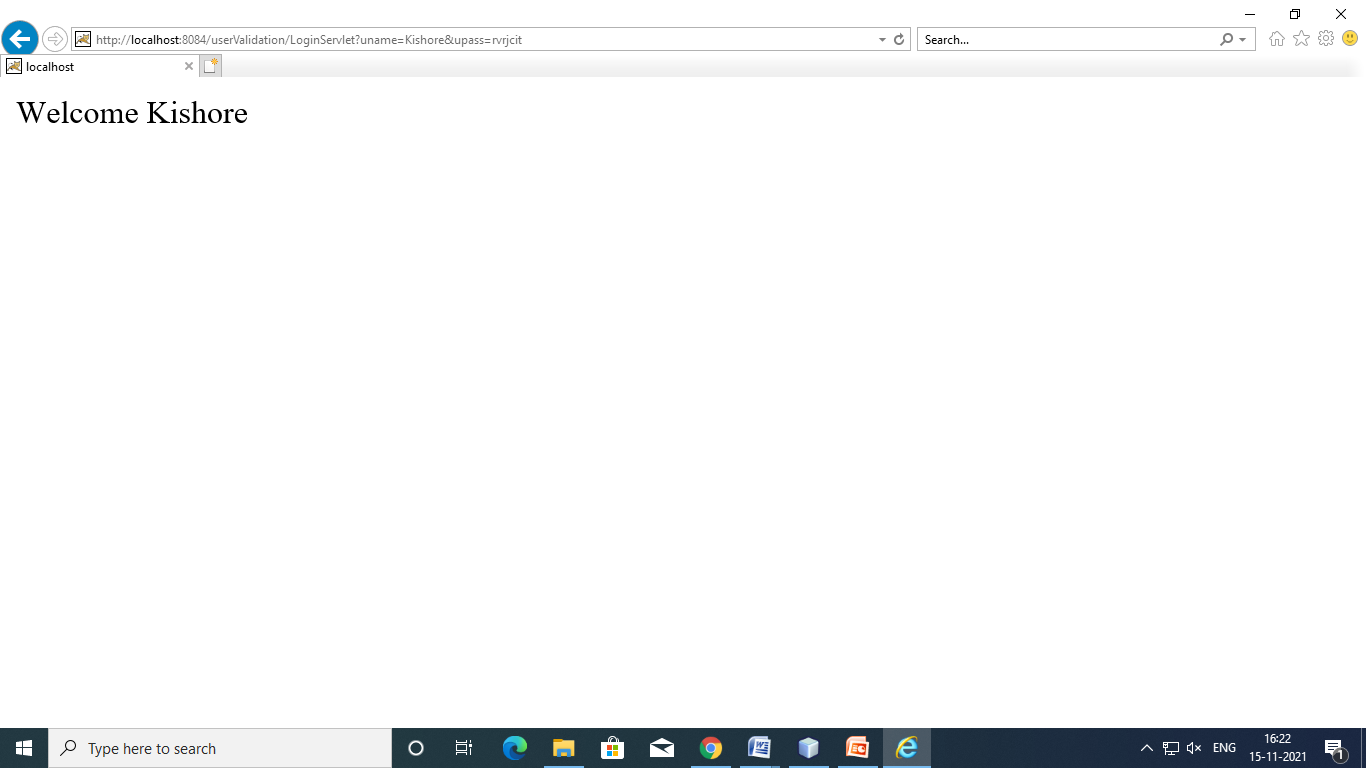 http://localhost:8084/userValidation/LoginServlet?uname=Kishore&upass=rvrjcit
Search...
localhost
Welcome Kishore
Type here to search
ENG
16:22
15-11-2021
1